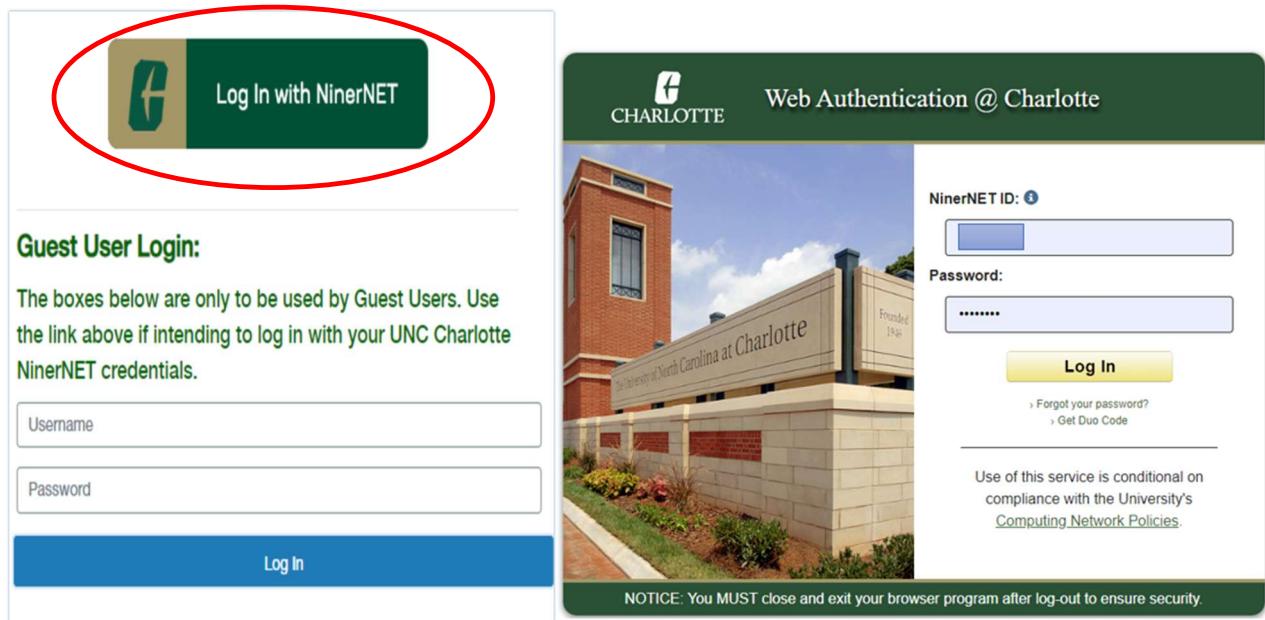 Log In with NinerNET
Guest User Login:
The boxes below are only to be used by Guest Users. Use
the link above if intending to log in with your UNC Charlotte
NinerNET credentials.
Username
Password
Log In
CHARLOTTE
Web Authentication @ Charlotte
The University of North Carolina at Charlotte
Founded
1946
NinerNET ID:
Password:
••••••••
Log In
› Forgot your password?
› Get Duo Code
Use of this service is conditional on
compliance with the University's
Computing Network Policies.
NOTICE: You MUST close and exit your browser program after log-out to ensure security.